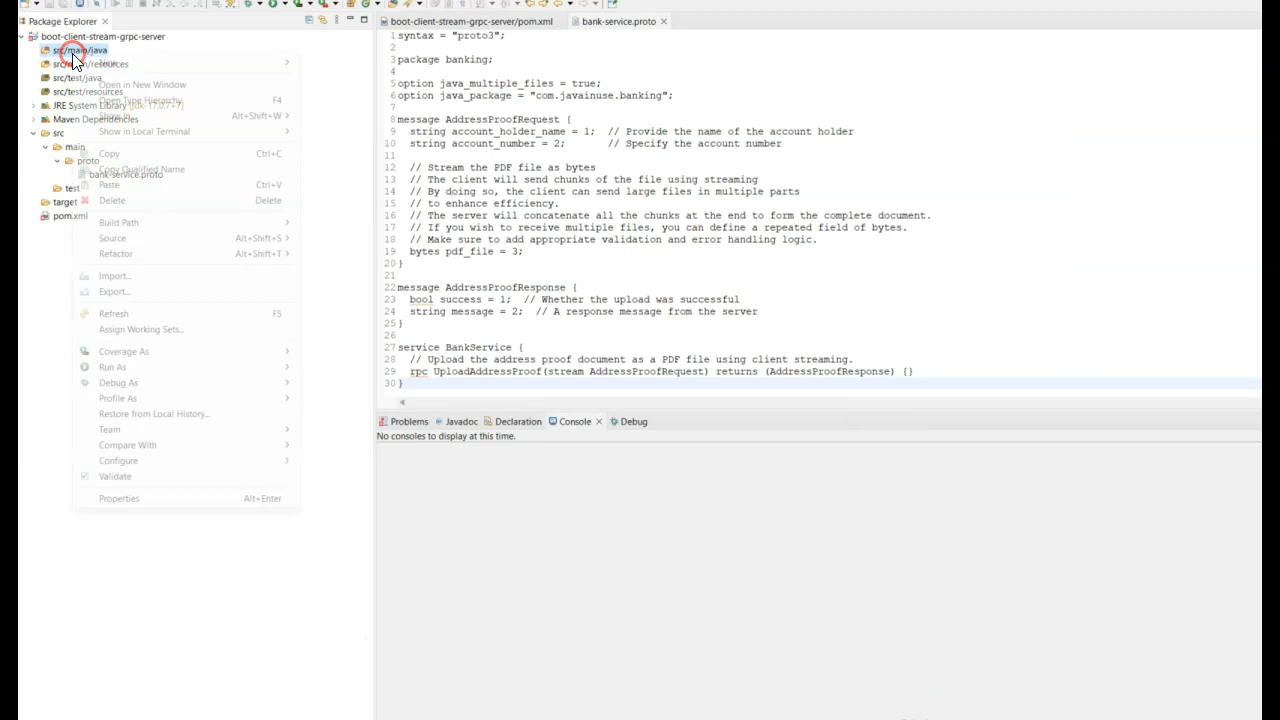 Package Explorer
boot-client-stream-grpc-server
src/main/java
src/main/resources
src/test/java
src/test/resources
JRE System Library [jdk-17.0.7+7]
Maven Dependencies
src
main
proto
bank-service.proto
test
target
pom.xml
New
Open in New Window
Open Type Hierarchy F4
Show In Alt+Shift+W
Show in Local Terminal
Copy Ctrl+C
Copy Qualified Name
Paste Ctrl+V
Delete Delete
Build Path
Source Alt+Shift+S
Refactor Alt+Shift+T
Import...
Export...
Refresh F5
Assign Working Sets...
Coverage As
Run As
Debug As
Profile As
Restore from Local History...
Team
Compare With
Configure
Validate
Properties Alt+Enter
boot-client-stream-grpc-server/pom.xml bank-service.proto
1 syntax = "proto3";
2
3 package banking;
4
5 option java_multiple_files = true;
6 option java_package = "com.javainuse.banking";
7
8 message AddressProofRequest {
9 string account_holder_name = 1; // Provide the name of the account holder
10 string account_number = 2; // Specify the account number
11
12 // Stream the PDF file as bytes
13 // The client will send chunks of the file using streaming
14 // By doing so, the client can send large files in multiple parts
15 // to enhance efficiency.
16 // The server will concatenate all the chunks at the end to form the complete document.
17 // If you wish to receive multiple files, you can define a repeated field of bytes.
18 // Make sure to add appropriate validation and error handling logic.
19 bytes pdf_file = 3;
20 }
21
22 message AddressProofResponse {
23 bool success = 1; // Whether the upload was successful
24 string message = 2; // A response message from the server
25 }
26
27 service BankService {
28 // Upload the address proof document as a PDF file using client streaming.
29 rpc UploadAddressProof(stream AddressProofRequest) returns (AddressProofResponse) {}
30 }
Problems Javadoc Declaration Console Debug
No consoles to display at this time.